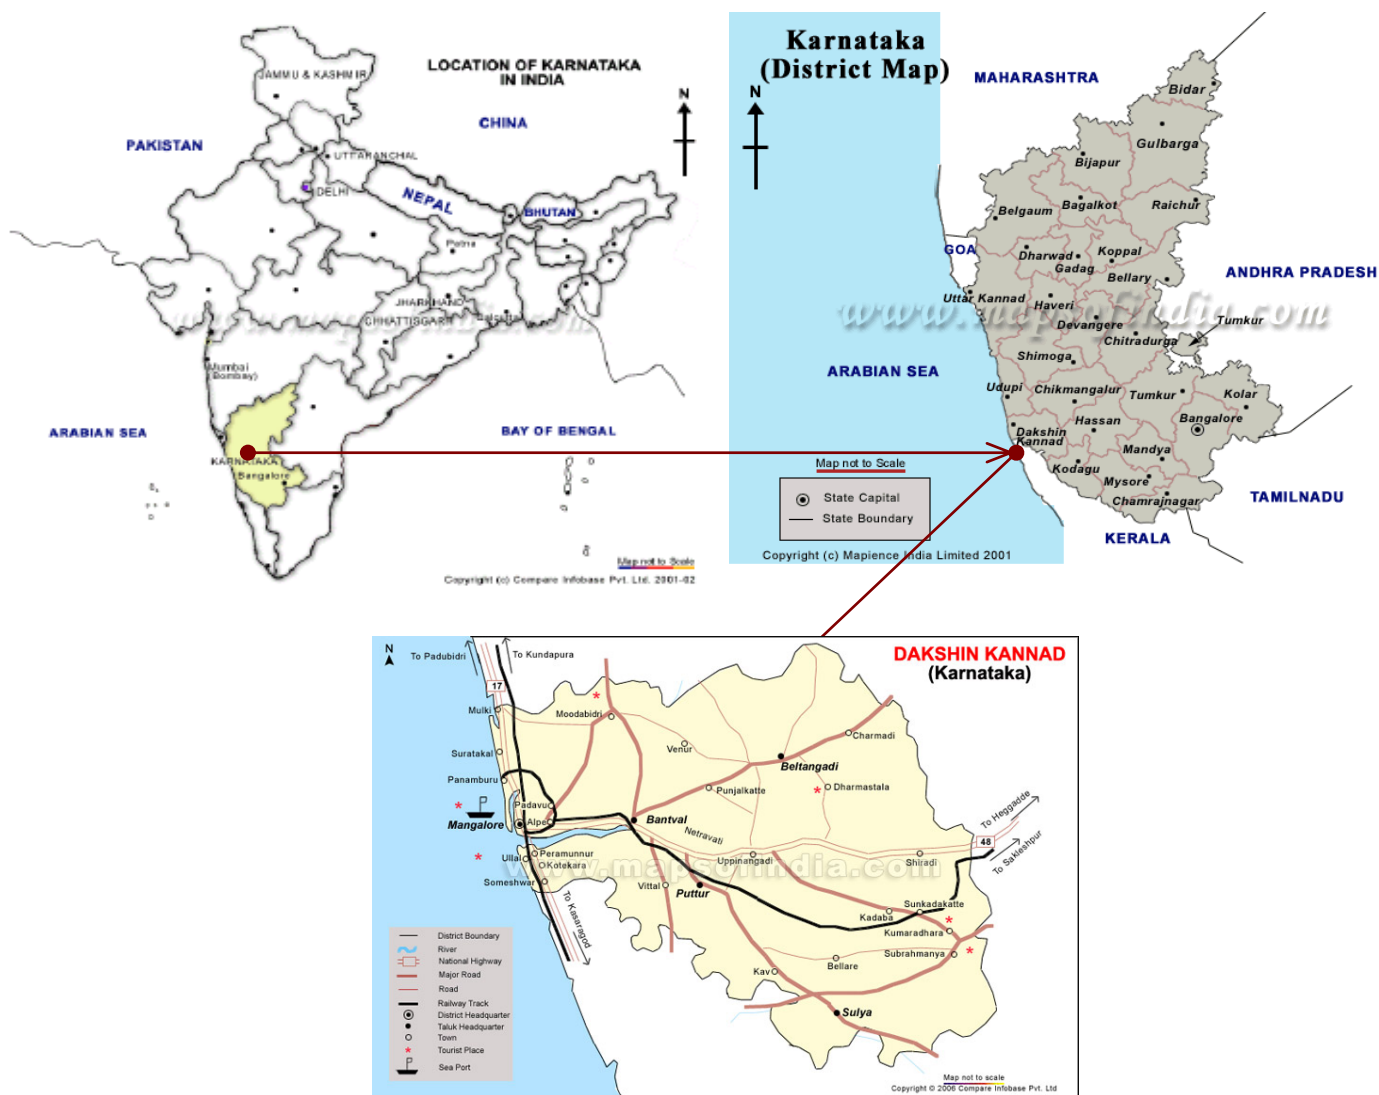 LOCATION OF KARNATAKA
IN INDIA
JAMMU & KASHMIR
N
CHINA
PAKISTAN
UTTARANCHAL
DELHI
NEPAL
BHUTAN
Patna
JHARKHAND
CHHATTISGARH
www.mapsofindia.com
Mumbai
(Bombay)
ARABIAN SEA
BAY OF BENGAL
KARNATAKA
Bangalore
Map not to Scale
Copyright (c) Compare Infobase Pvt. Ltd. 2001-02
Karnataka
(District Map)
N
MAHARASHTRA
Bidar
Gulbarga
Bijapur
Bagalkot
Raichur
Belgaum
GOA
Dharwad
Gadag
Koppal
Bellary
ANDHRA PRADESH
Uttar Kannad
Haveri
www.mapsofindia.com
Devangere
Tumkur
Chitradurga
Shimoga
ARABIAN SEA
Udupi
Chikmangalur
Tumkur
Kolar
Hassan
Bangalore
Dakshin
Kannad
Mandya
Kodagu
Mysore
Chamrajnagar
TAMILNADU
KERALA
Map not to Scale
State Capital
State Boundary
Copyright (c) Mapience India Limited 2001
DAKSHIN KANNAD
(Karnataka)
N
To Padubidri
To Kundapura
17
Mulki
Moodabidri
Venur
Charmadi
Suratakal
Beltangadi
Panamburu
Punjalkatte
Dharmastala
Padavu
Mangalore
Alpe
Bantval
Netravati
To Heggadde
48
To Sakleshpur
Ullal
Peramunnur
Kotekara
Uppinangadi
Shiradi
www.mapsofindia.com
Someshwar
Vittal
Puttur
To Kasaragod
Kadaba
Sunkadakatte
Kumaradhara
Subrahmanya
Bellare
Kav
Sulya
District Boundary
River
National Highway
Major Road
Road
Railway Track
District Headquarter
Taluk Headquarter
Town
Tourist Place
Sea Port
Map not to scale
Copyright © 2006 Compare Infobase Pvt. Ltd